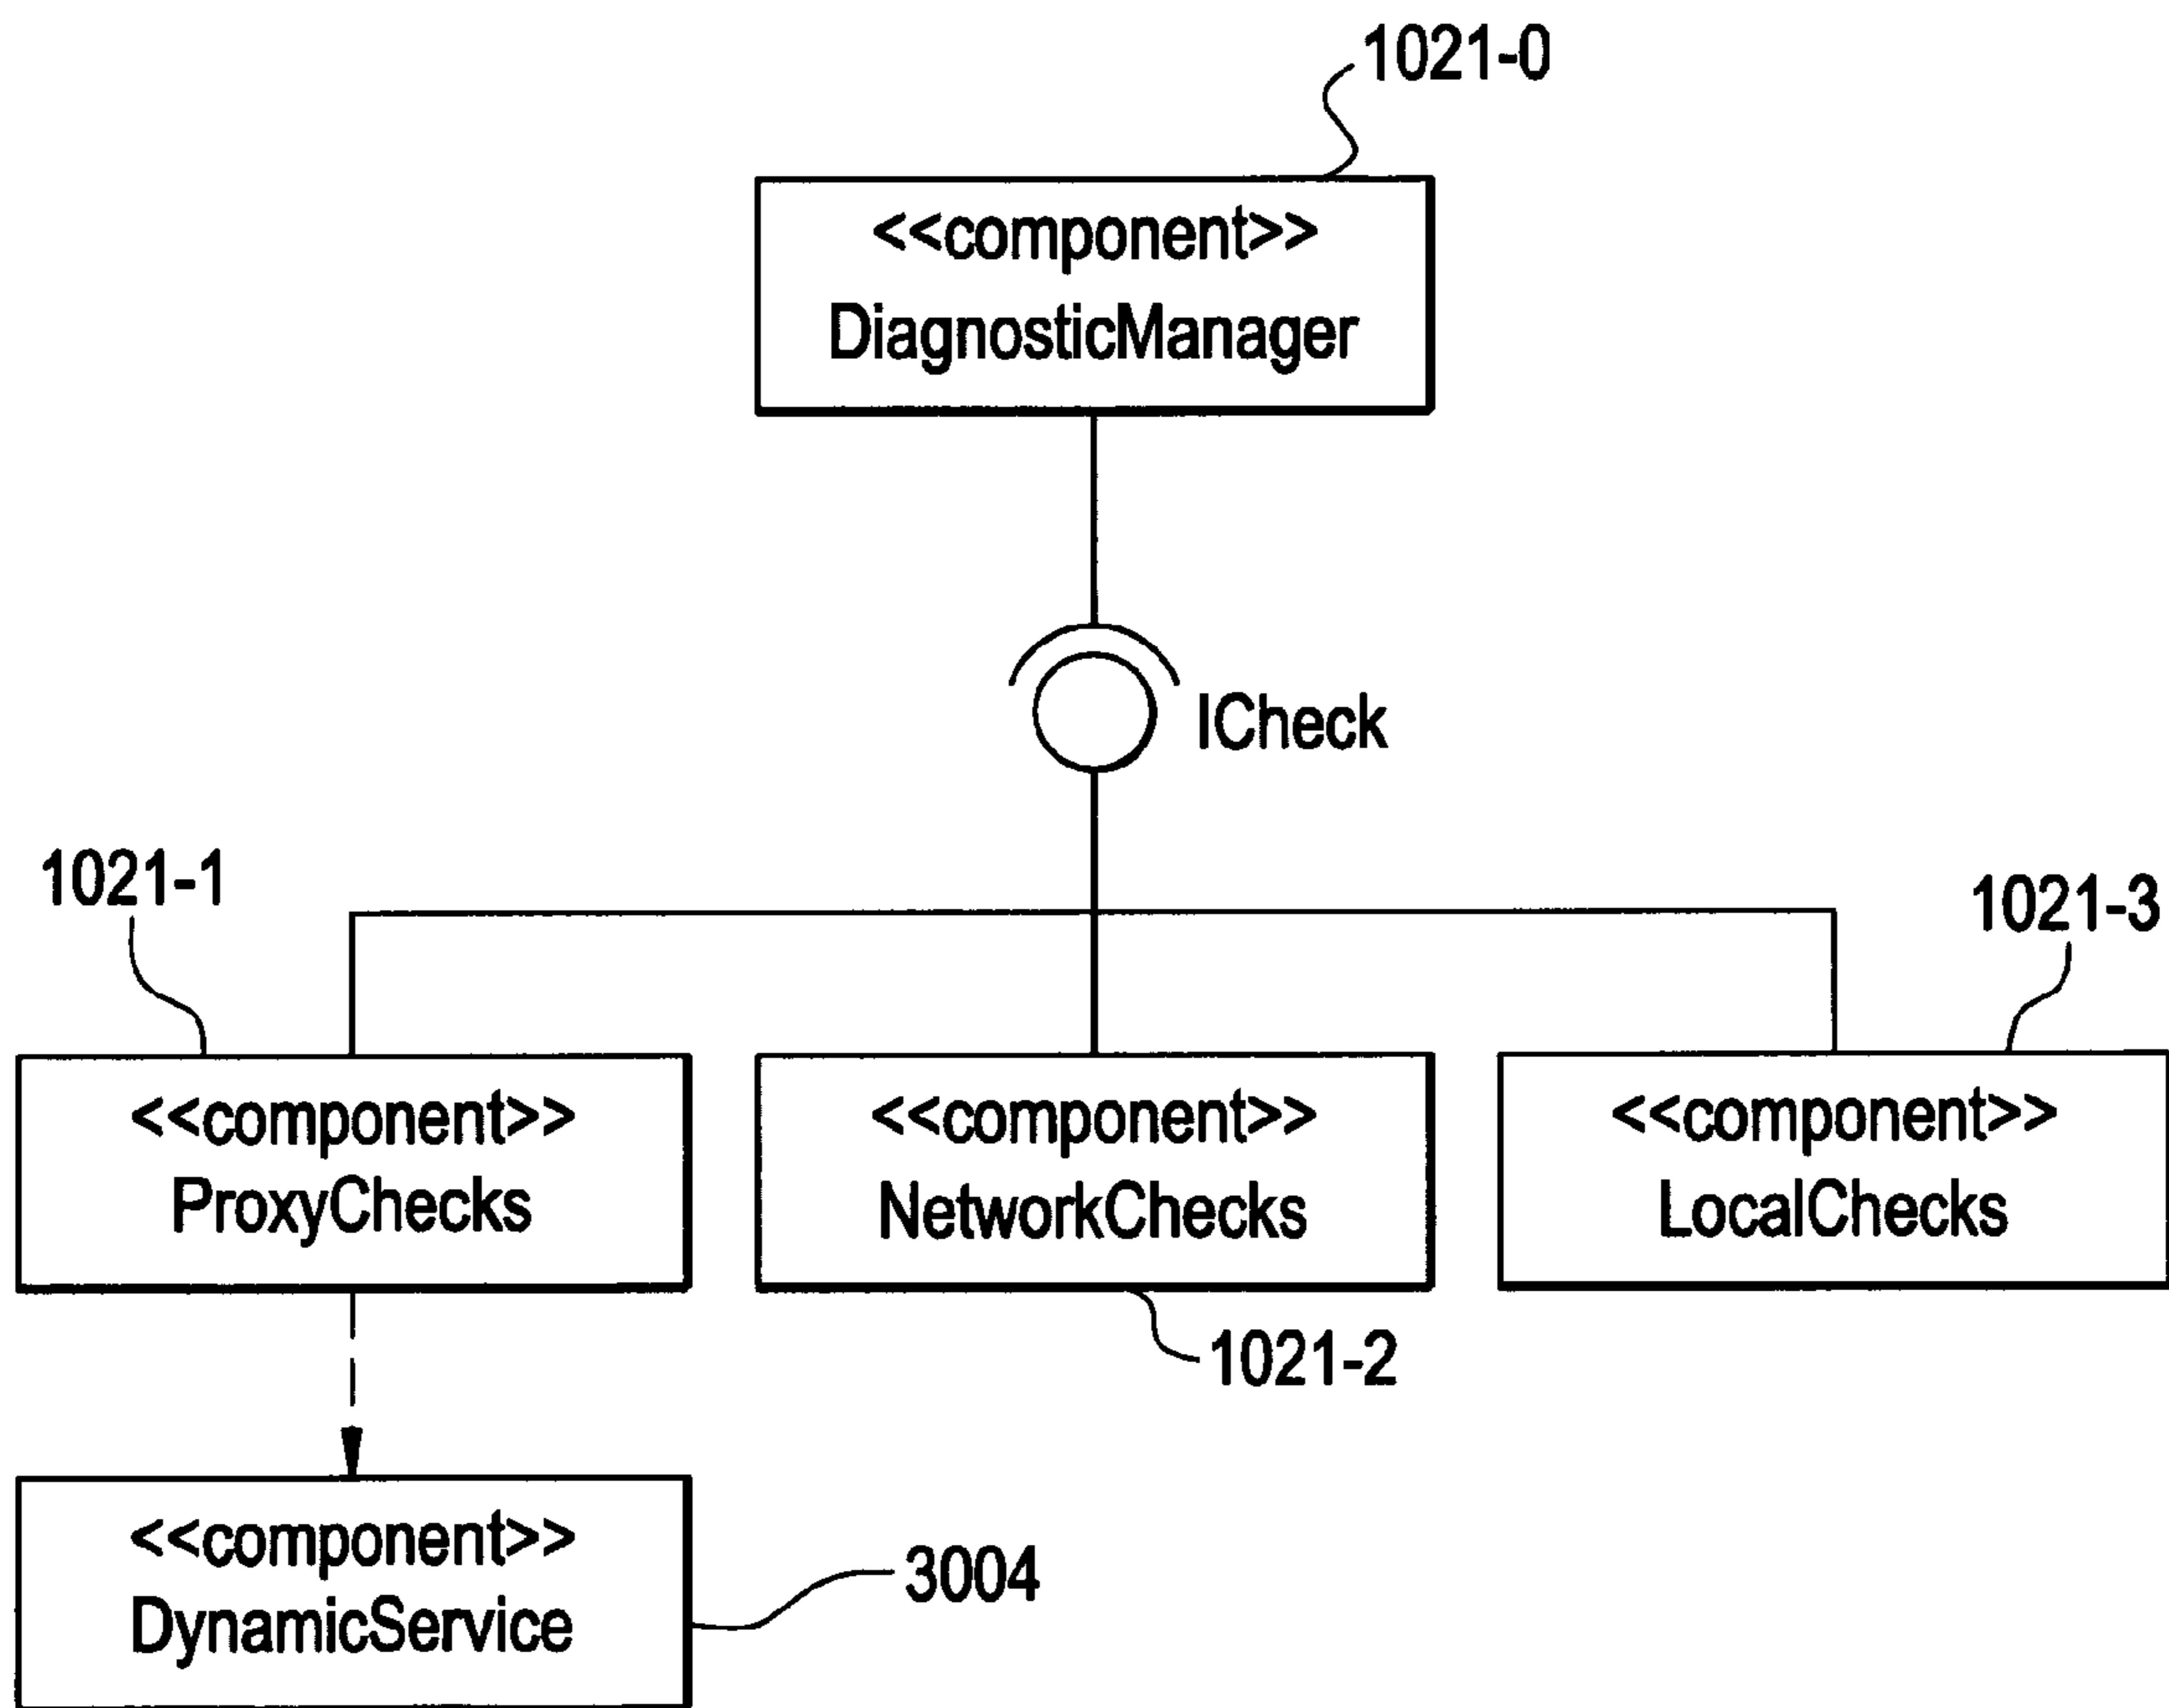 1021-0
<<component>>
DiagnosticManager
ICheck
1021-1
1021-3
<<component>>
ProxyChecks
<<component>>
NetworkChecks
<<component>>
LocalChecks
1021-2
<<component>>
DynamicService
3004